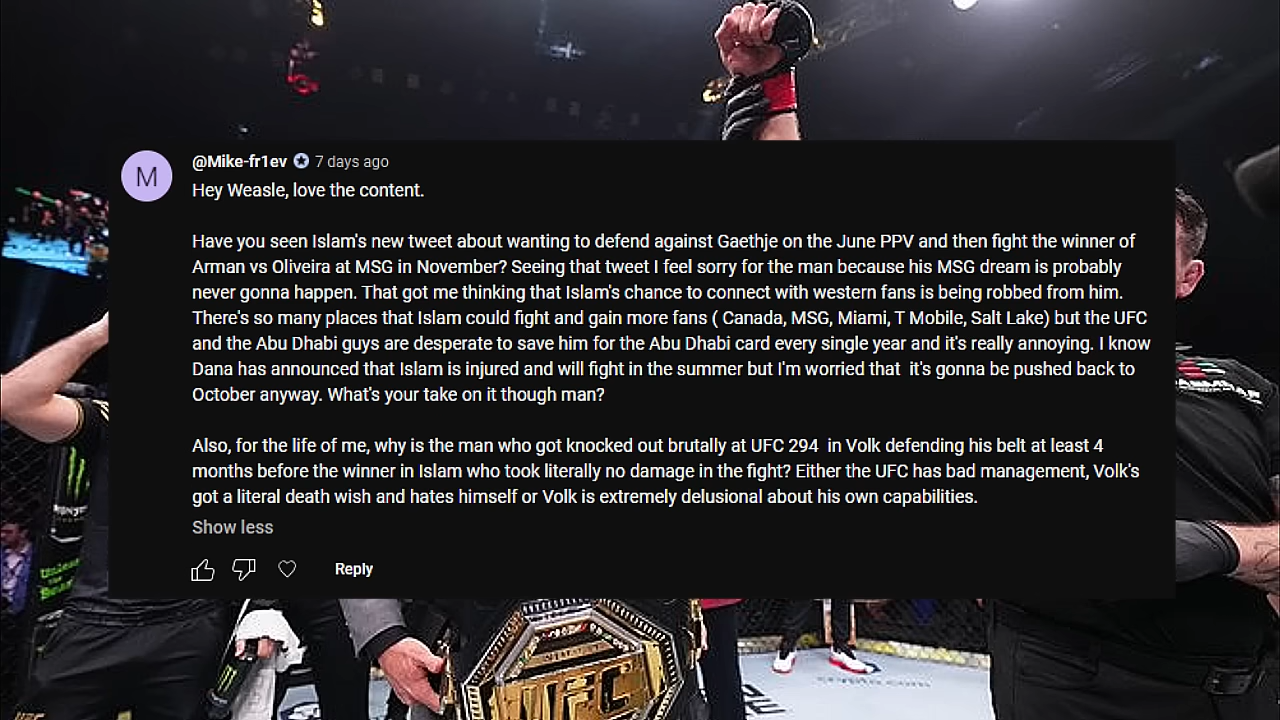 M
@Mike-fr1ev 7 days ago
Hey Weasle, love the content.
Have you seen Islam's new tweet about wanting to defend against Gaethje on the June PPV and then fight the winner of
Arman vs Oliveira at MSG in November? Seeing that tweet I feel sorry for the man because his MSG dream is probably
never gonna happen. That got me thinking that Islam's chance to connect with western fans is being robbed from him.
There's so many places that Islam could fight and gain more fans ( Canada, MSG, Miami, T Mobile, Salt Lake) but the UFC
and the Abu Dhabi guys are desperate to save him for the Abu Dhabi card every single year and it's really annoying. I know
Dana has announced that Islam is injured and will fight in the summer but I'm worried that it's gonna be pushed back to
October anyway. What's your take on it though man?
Also, for the life of me, why is the man who got knocked out brutally at UFC 294 in Volk defending his belt at least 4
months before the winner in Islam who took literally no damage in the fight? Either the UFC has bad management, Volk's
got a literal death wish and hates himself or Volk is extremely delusional about his own capabilities.
Show less
Reply
UFC
crypto.com